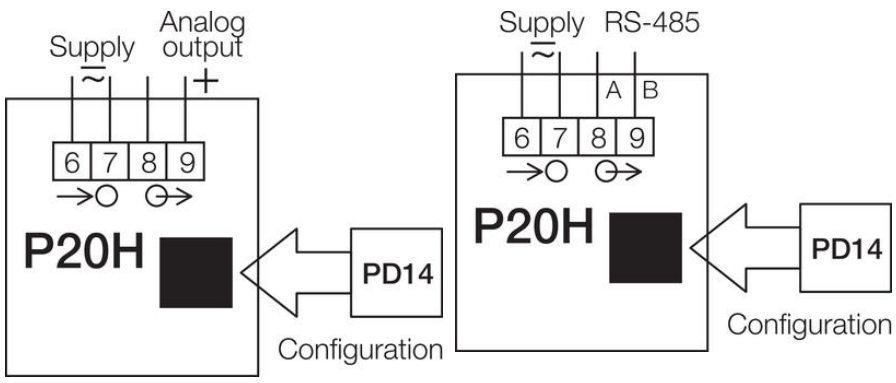 Supply Analog output
+
6 7 8 9
P20H
PD14
Configuration
Supply RS-485
A B
6 7 8 9
P20H
PD14
Configuration